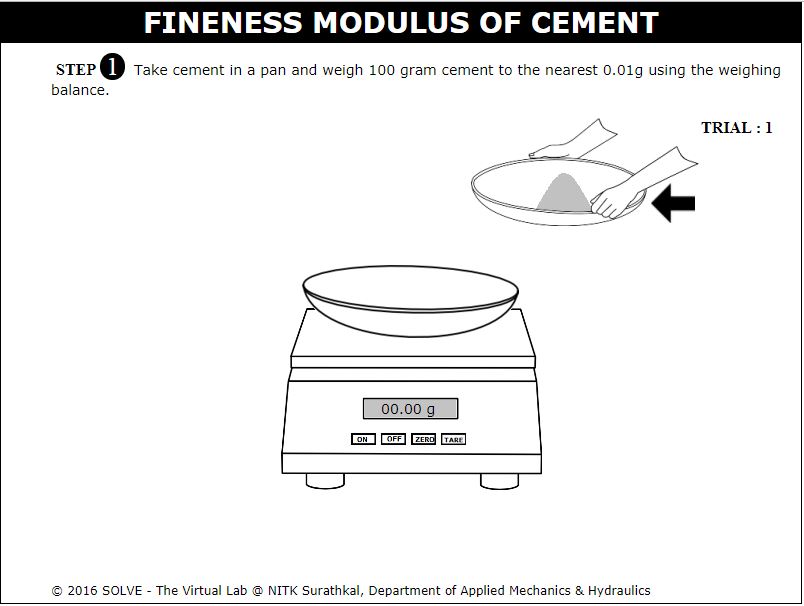 FINENESS MODULUS OF CEMENT
STEP 1 Take cement in a pan and weigh 100 gram cement to the nearest 0.01g using the weighing
balance.
TRIAL : 1
00.00 g
ON OFF ZERO TARE
© 2016 SOLVE - The Virtual Lab @ NITK Surathkal, Department of Applied Mechanics & Hydraulics